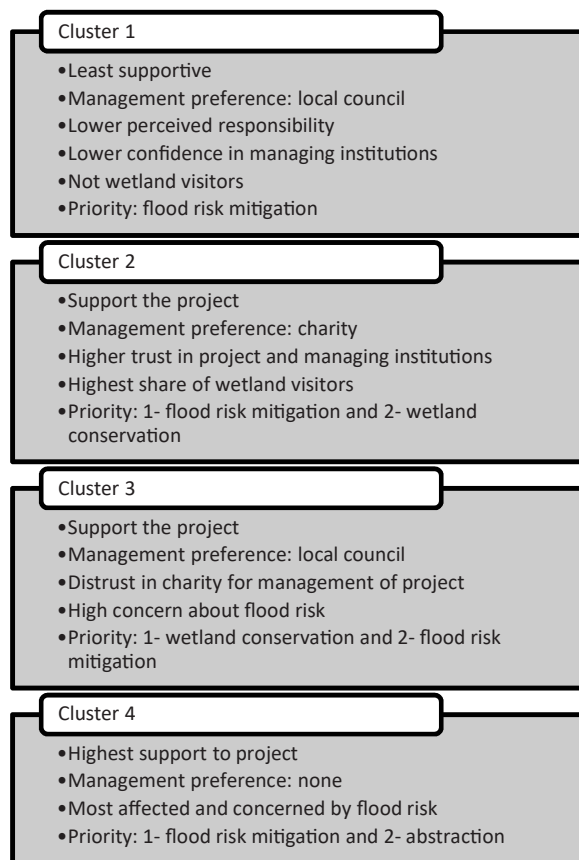 Cluster 1
•Least supportive
•Management preference: local council
•Lower perceived responsibility
•Lower confidence in managing institutions
•Not wetland visitors
•Priority: flood risk mitigation
Cluster 2
•Support the project
•Management preference: charity
•Higher trust in project and managing institutions
•Highest share of wetland visitors
•Priority: 1- flood risk mitigation and 2- wetland
conservation
Cluster 3
•Support the project
•Management preference: local council
•Distrust in charity for management of project
•High concern about flood risk
•Priority: 1- wetland conservation and 2- flood risk
mitigation
Cluster 4
•Highest support to project
•Management preference: none
•Most affected and concerned by flood risk
•Priority: 1- flood risk mitigation and 2- abstraction